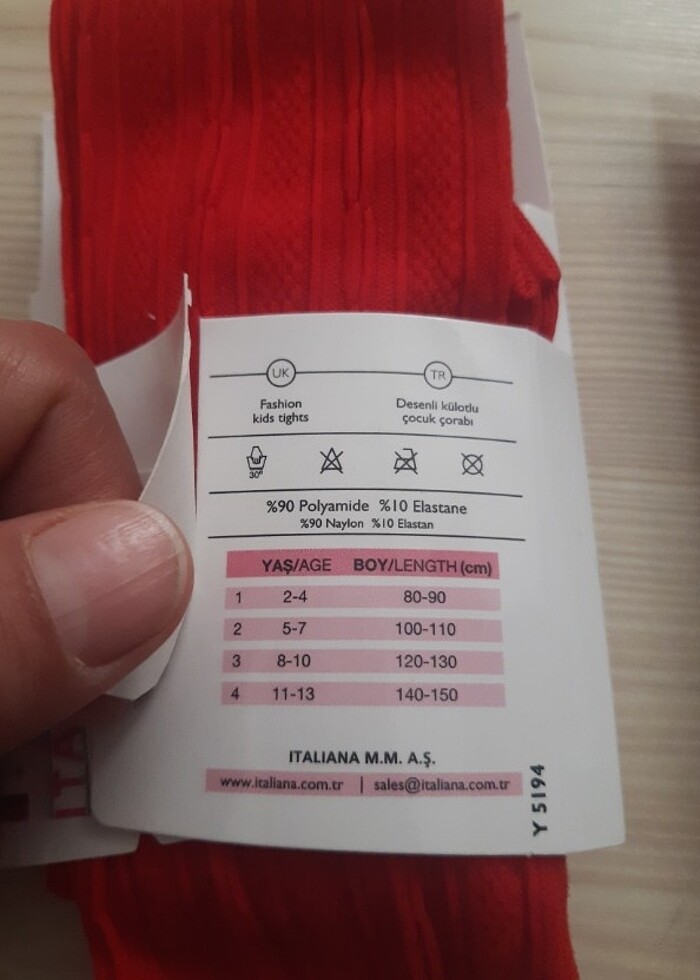 UK TR
Fashion
kids tights
Desenli külotlu
çocuk çorabı
30°
%90 Polyamide %10 Elastane
%90 Naylon %10 Elastan
YAŞ/AGE BOY/LENGTH (cm)
1 2-4 80-90
2 5-7 100-110
3 8-10 120-130
4 11-13 140-150
ITALIANA M.M. A.Ş.
www.italiana.com.tr | sales@italiana.com.tr
Y 5194
ITA